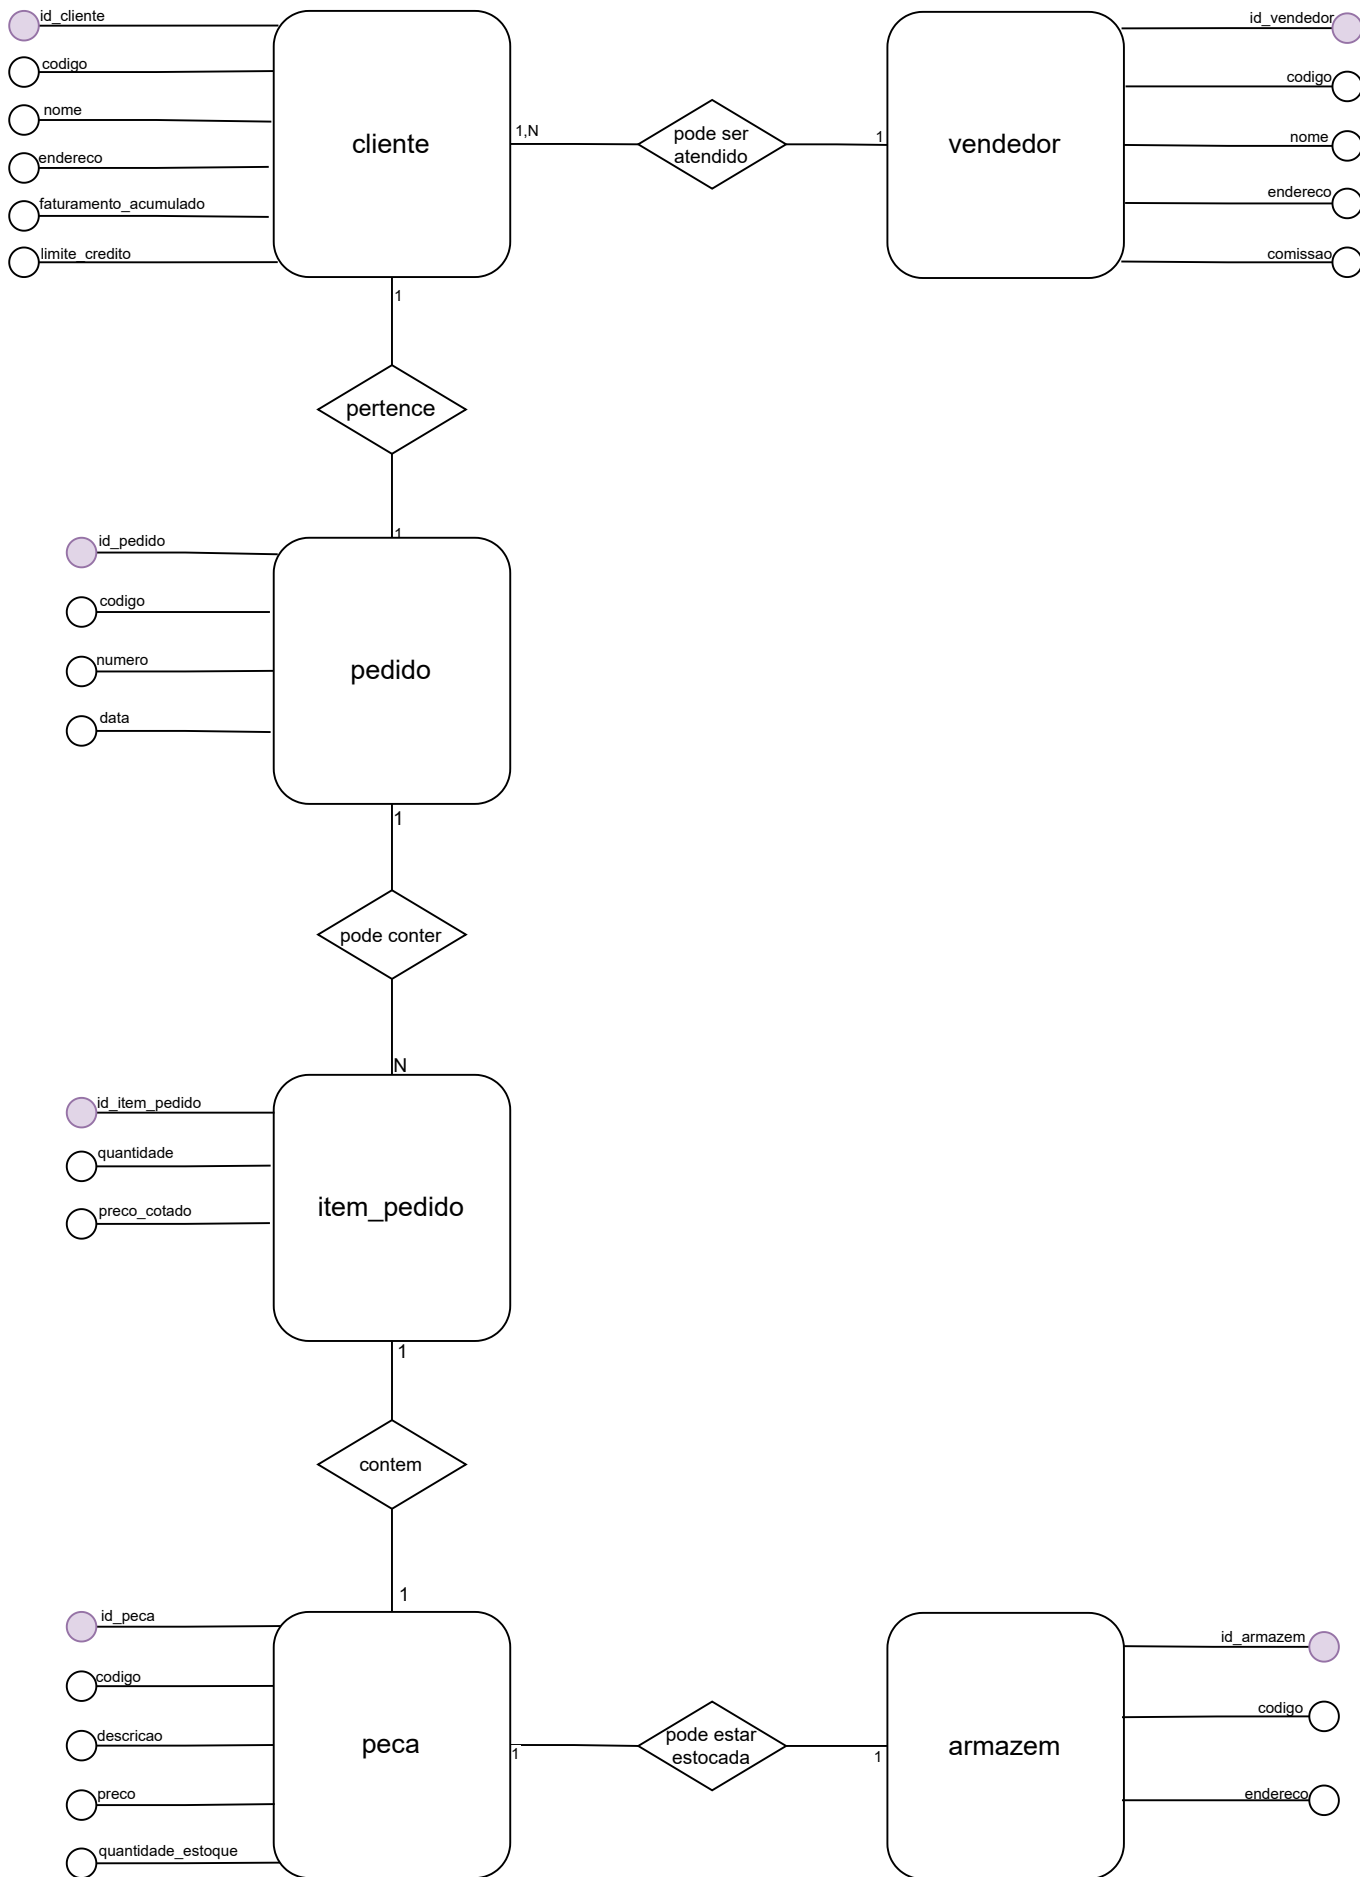 id_cliente
codigo
nome
endereco
faturamento_acumulado
limite_credito
cliente
1,N
pode ser
atendido
1
vendedor
id_vendedor
codigo
nome
endereco
comissao
1
pertence
1
id_pedido
codigo
numero
data
pedido
1
pode conter
N
id_item_pedido
quantidade
preco_cotado
item_pedido
1
contem
1
id_peca
codigo
descricao
preco
quantidade_estoque
peca
1
pode estar
estocada
1
armazem
id_armazem
codigo
endereco